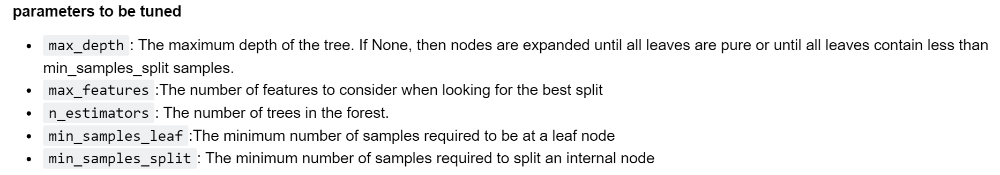 parameters to be tuned
• max_depth : The maximum depth of the tree. If None, then nodes are expanded until all leaves are pure or until all leaves contain less than
min_samples_split samples.
• max_features :The number of features to consider when looking for the best split
• n_estimators : The number of trees in the forest.
• min_samples_leaf :The minimum number of samples required to be at a leaf node
• min_samples_split : The minimum number of samples required to split an internal node